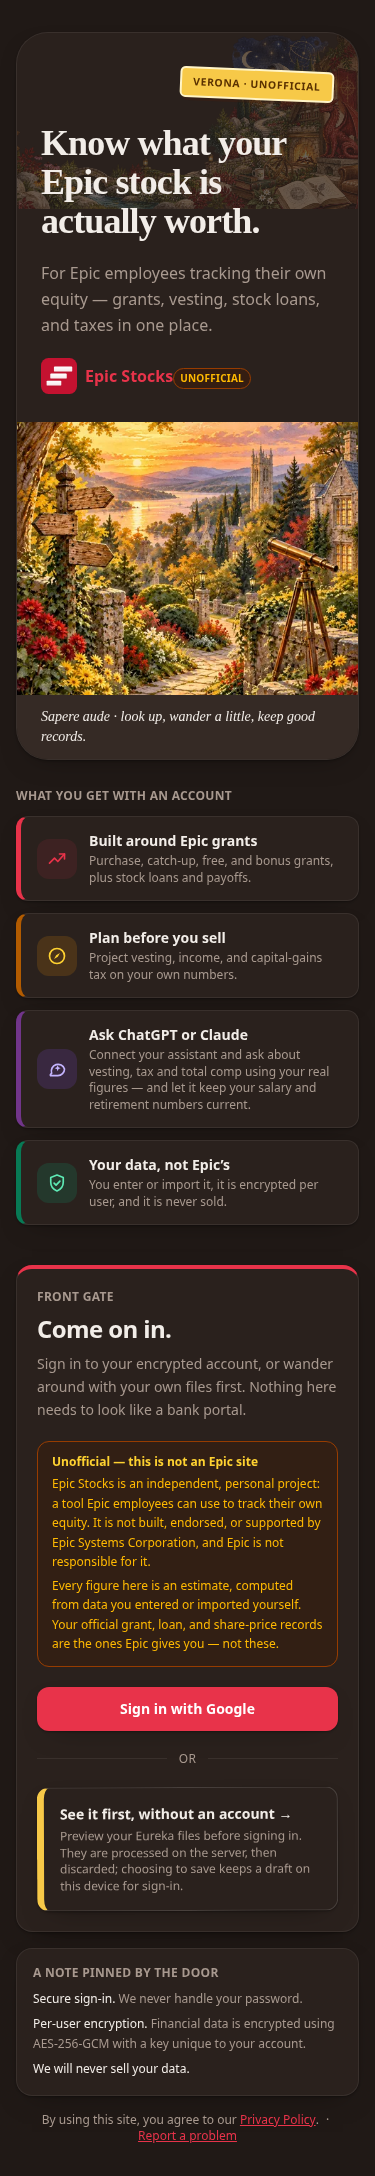 VERONA · UNOFFICIAL
Know what your
Epic stock is
actually worth.
For Epic employees tracking their own
equity — grants, vesting, stock loans,
and taxes in one place.
Epic Stocks UNOFFICIAL
Sapere aude · look up, wander a little, keep good
records.
WHAT YOU GET WITH AN ACCOUNT
Built around Epic grants
Purchase, catch-up, free, and bonus grants,
plus stock loans and payoffs.
Plan before you sell
Project vesting, income, and capital-gains
tax on your own numbers.
Ask ChatGPT or Claude
Connect your assistant and ask about
vesting, tax and total comp using your real
figures — and let it keep your salary and
retirement numbers current.
Your data, not Epic’s
You enter or import it, it is encrypted per
user, and it is never sold.
FRONT GATE
Come on in.
Sign in to your encrypted account, or wander
around with your own files first. Nothing here
needs to look like a bank portal.
Unofficial — this is not an Epic site
Epic Stocks is an independent, personal project:
a tool Epic employees can use to track their own
equity. It is not built, endorsed, or supported by
Epic Systems Corporation, and Epic is not
responsible for it.
Every figure here is an estimate, computed
from data you entered or imported yourself.
Your official grant, loan, and share-price records
are the ones Epic gives you — not these.
Sign in with Google
OR
See it first, without an account →
Preview your Eureka files before signing in.
They are processed on the server, then
discarded; choosing to save keeps a draft on
this device for sign-in.
A NOTE PINNED BY THE DOOR
Secure sign-in. We never handle your password.
Per-user encryption. Financial data is encrypted using
AES-256-GCM with a key unique to your account.
We will never sell your data.
By using this site, you agree to our Privacy Policy. ·
Report a problem